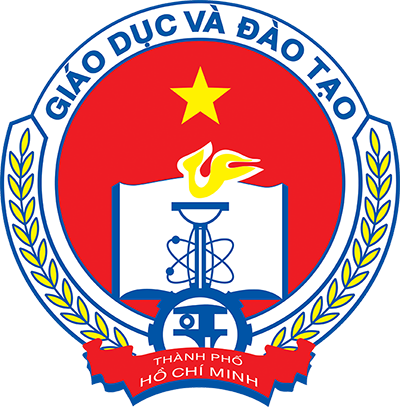 GIÁO DỤC VÀ ĐÀO TẠO
THÀNH PHỐ
HỒ CHÍ MINH